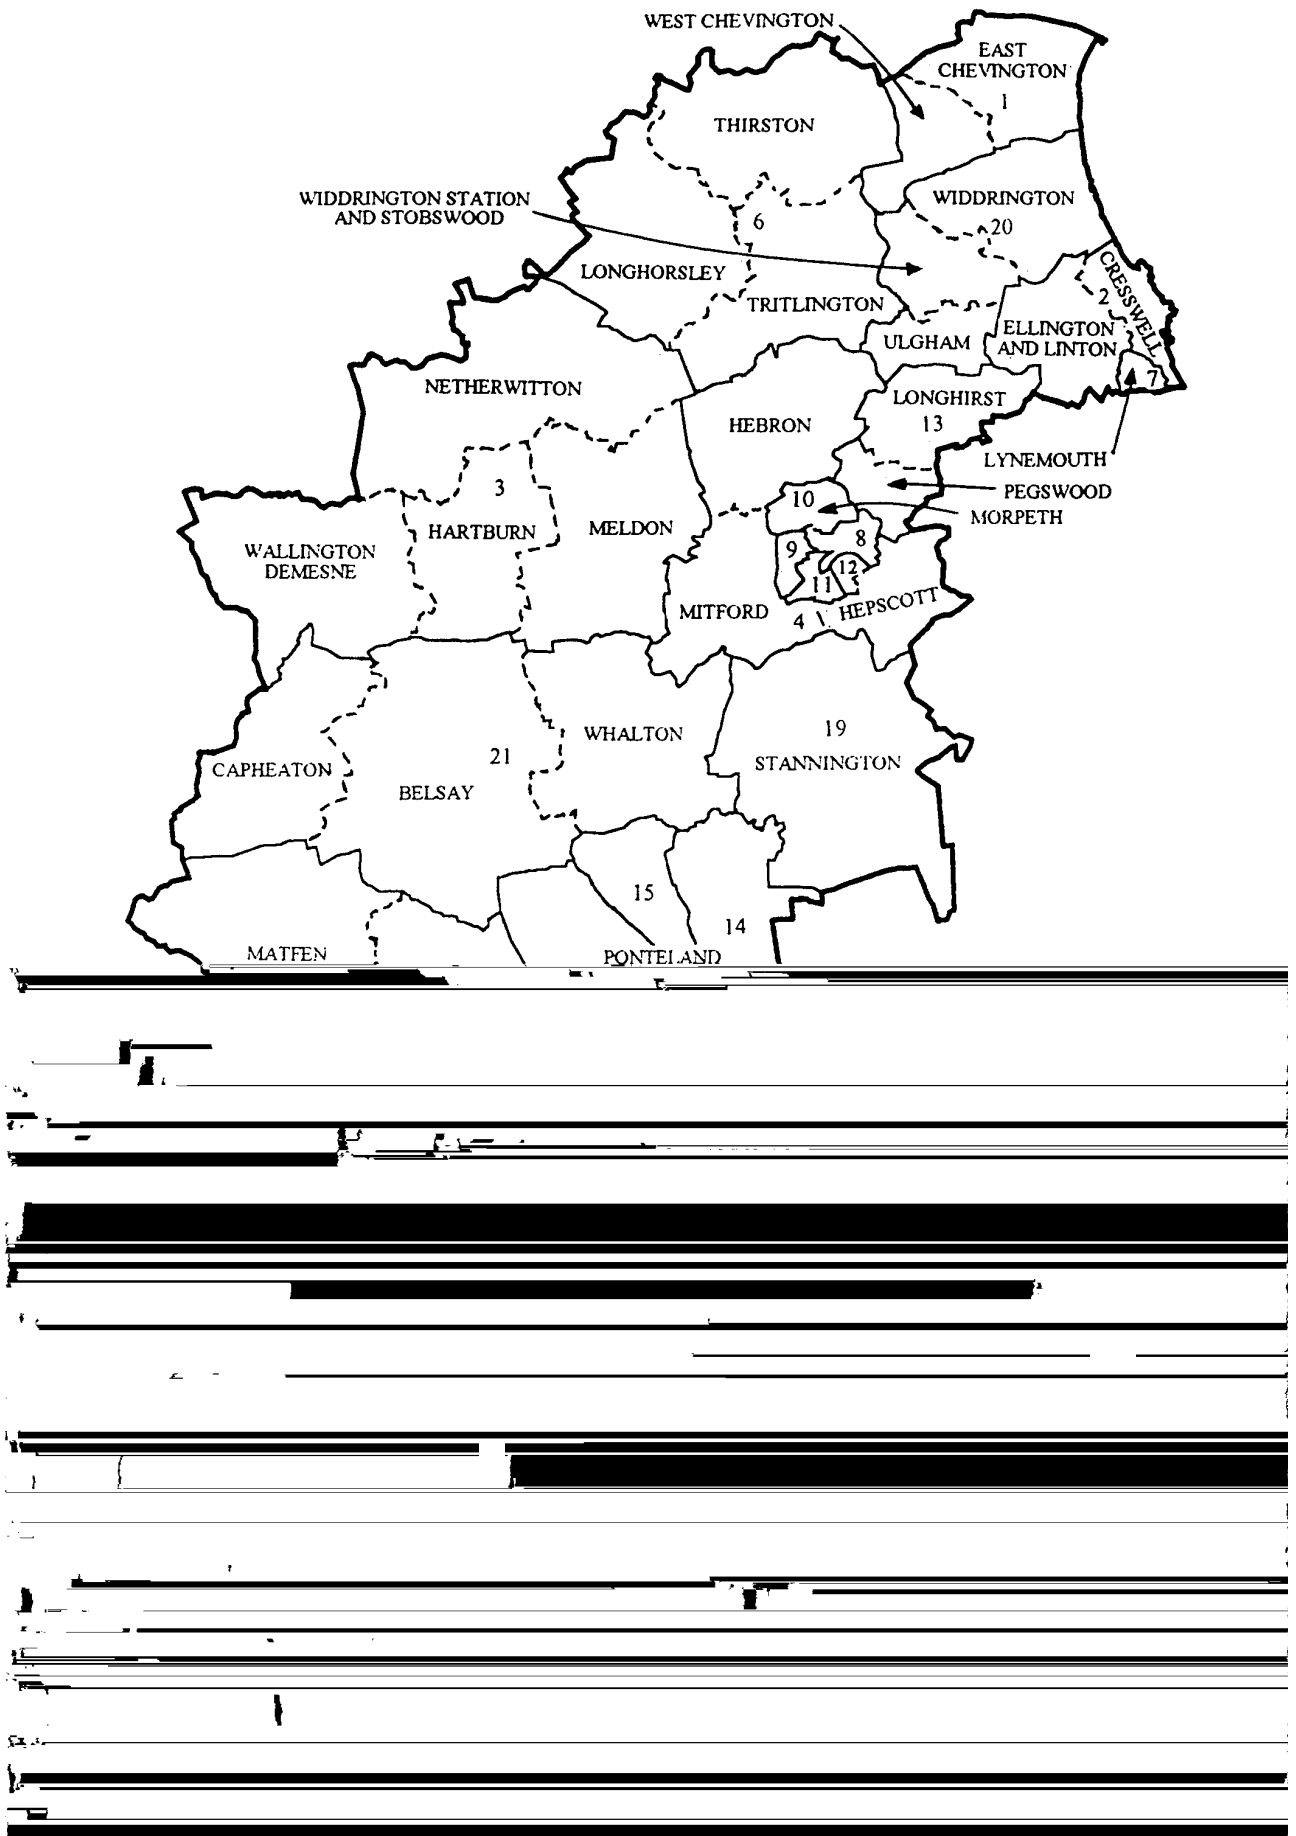 WEST CHEVINGTON
EAST
CHEVINGTON
1
THIRSTON
WIDDRINGTON STATION
AND STOBSWOOD
WIDDRINGTON
20
6
LONGHORSLEY
TRITLINGTON
CRESSWELL
2
ULGHAM
ELLINGTON
AND LINTON
7
NETHERWITTON
LONGHIRST
13
HEBRON
LYNEMOUTH
PEGSWOOD
MORPETH
3
HARTBURN
MELDON
10
WALLINGTON
DEMESNE
9
8
12
11
MITFORD
4
HEPSCOTT
WHALTON
19
STANNINGTON
CAPHEATON
21
BELSAY
15
14
MATFEN
PONTELAND